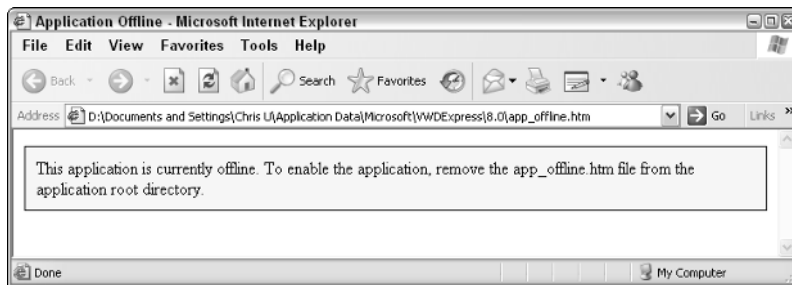 Application Offline - Microsoft Internet Explorer
File Edit View Favorites Tools Help
Back Search Favorites
Address D:\Documents and Settings\Chris U\Application Data\Microsoft\VWDExpress\8.0\app_offline.htm Go Links »
This application is currently offline. To enable the application, remove the app_offline.htm file from the
application root directory.
Done My Computer